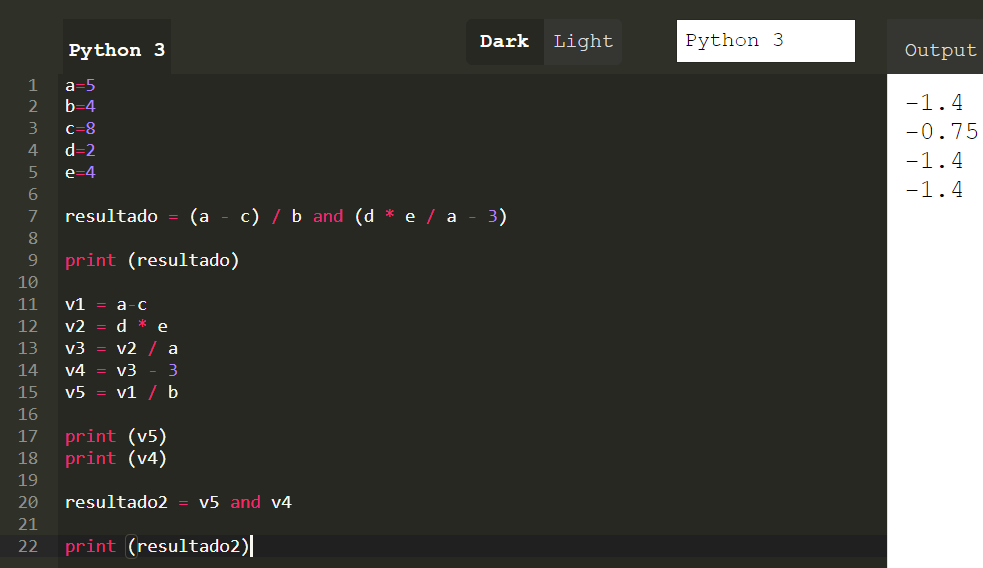 Python 3
Dark Light
Python 3
Output
1 a=5
2 b=4
3 c=8
4 d=2
5 e=4
6
7 resultado = (a - c) / b and (d * e / a - 3)
8
9 print (resultado)
10
11 v1 = a-c
12 v2 = d * e
13 v3 = v2 / a
14 v4 = v3 - 3
15 v5 = v1 / b
16
17 print (v5)
18 print (v4)
19
20 resultado2 = v5 and v4
21
22 print (resultado2)
-1.4
-0.75
-1.4
-1.4